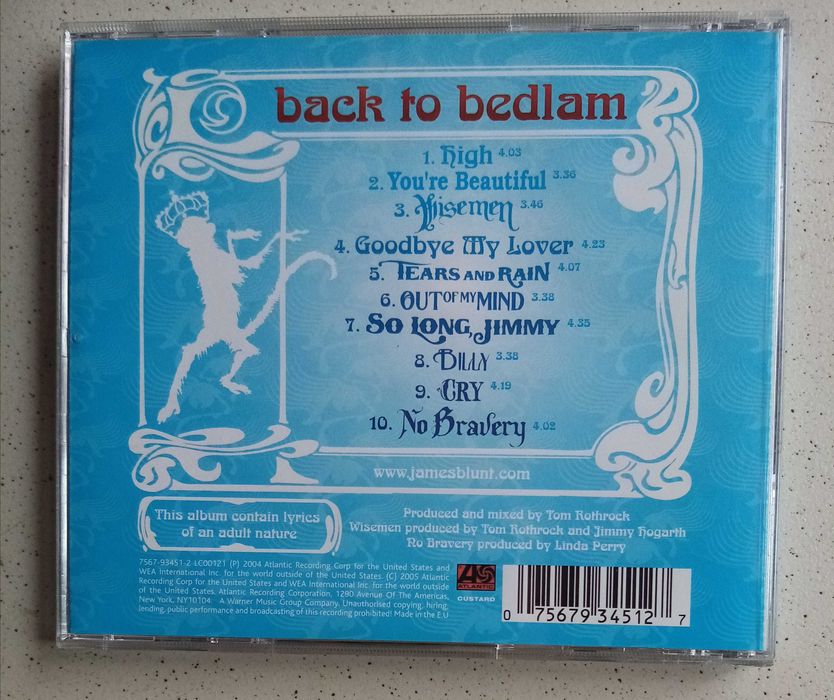 back to bedlam
1. High 4.03
2. You're Beautiful 3.36
3. Wisemen 3.46
4. Goodbye My Lover 4.23
5. TEARS AND RAIN 4.07
6. OUT OF MY MIND 3.38
7. SO LONG, JIMMY 4.35
8. BILLY 3.38
9. CRY 4.19
10. No Bravery 4.02
www.jamesblunt.com
This album contain lyrics
of an adult nature
Produced and mixed by Tom Rothrock
Wisemen produced by Tom Rothrock and Jimmy Hogarth
No Bravery produced by Linda Perry
7567-93451-2 LC00121 (P) 2004 Atlantic Recording Corp for the United States and
WEA International Inc. for the world outside of the United States. (C) 2005 Atlantic
Recording Corp for the United States and WEA International Inc. for the world outside
of the United States. Atlantic Recording Corporation, 1290 Avenue Of The Americas,
New York, NY10104. A Warner Music Group Company. Unauthorised copying, hiring,
lending, public performance and broadcasting of this recording prohibited! Made in the E.U
ATLANTIC
CUSTARD
0 75679 34512 7